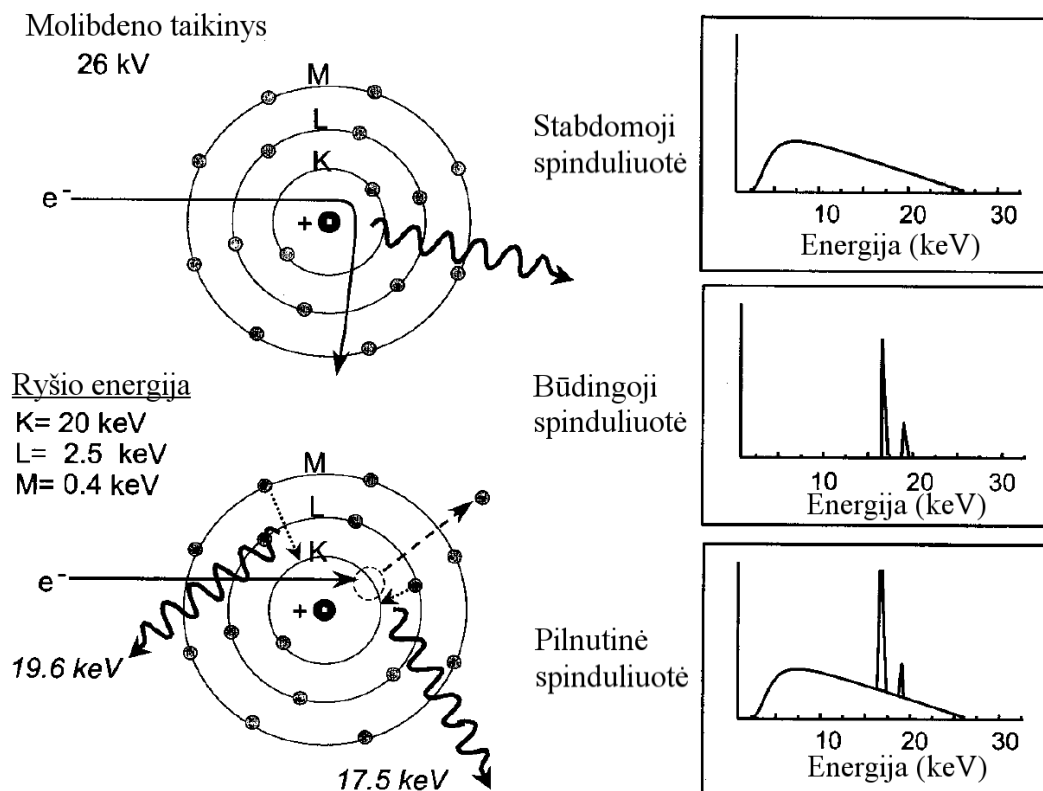 Molibdeno taikinys
26 kV
M
L
K
e-
+
Ryšio energija
K= 20 keV
L= 2.5 keV
M= 0.4 keV
M
L
K
e-
+
19.6 keV
17.5 keV
Stabdomoji
spinduliuotė
10 20 30
Energija (keV)
Būdingoji
spinduliuotė
10 20 30
Energija (keV)
Pilnutinė
spinduliuotė
10 20 30
Energija (keV)